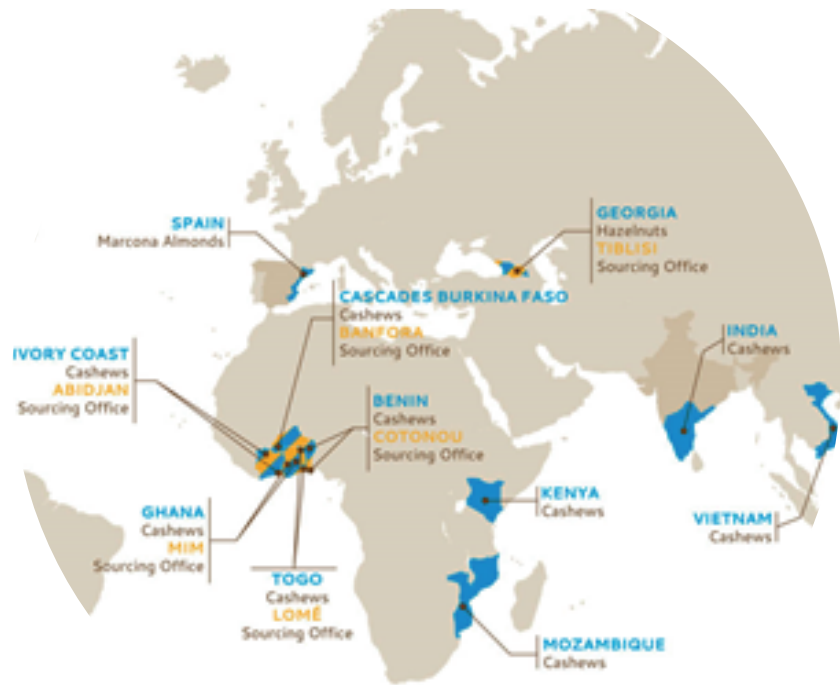 SPAIN
Marcona Almonds
GEORGIA
Hazelnuts
TIBLISI
Sourcing Office
CASCADES BURKINA FASO
Cashews
BANFORA
Sourcing Office
INDIA
Cashews
IVORY COAST
Cashews
ABIDJAN
Sourcing Office
BENIN
Cashews
COTONOU
Sourcing Office
KENYA
Cashews
GHANA
Cashews
MIM
Sourcing Office
VIETNAM
Cashews
TOGO
Cashews
LOMÉ
Sourcing Office
MOZAMBIQUE
Cashews